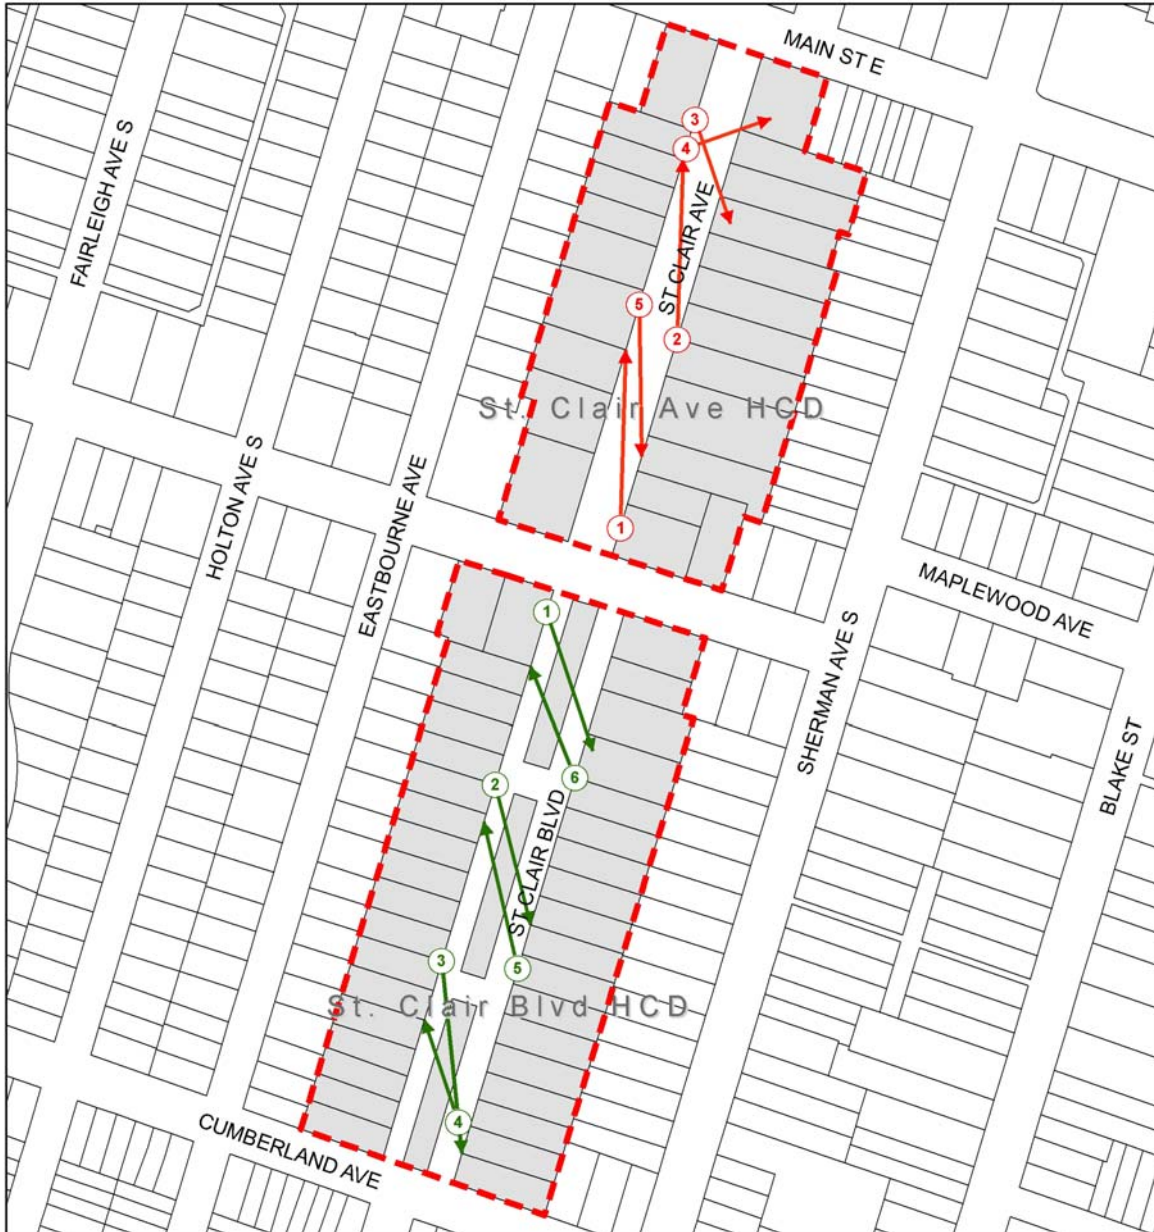 MAIN ST E
3
4
FAIRLEIGH AVE S
ST CLAIR AVE
5
2
St. Clair Ave HCD
HOLTON AVE S
EASTBOURNE AVE
1
MAPLEWOOD AVE
1
SHERMAN AVE S
BLAKE ST
6
2
ST CLAIR BLVD
3
5
St. Clair Blvd HCD
4
CUMBERLAND AVE